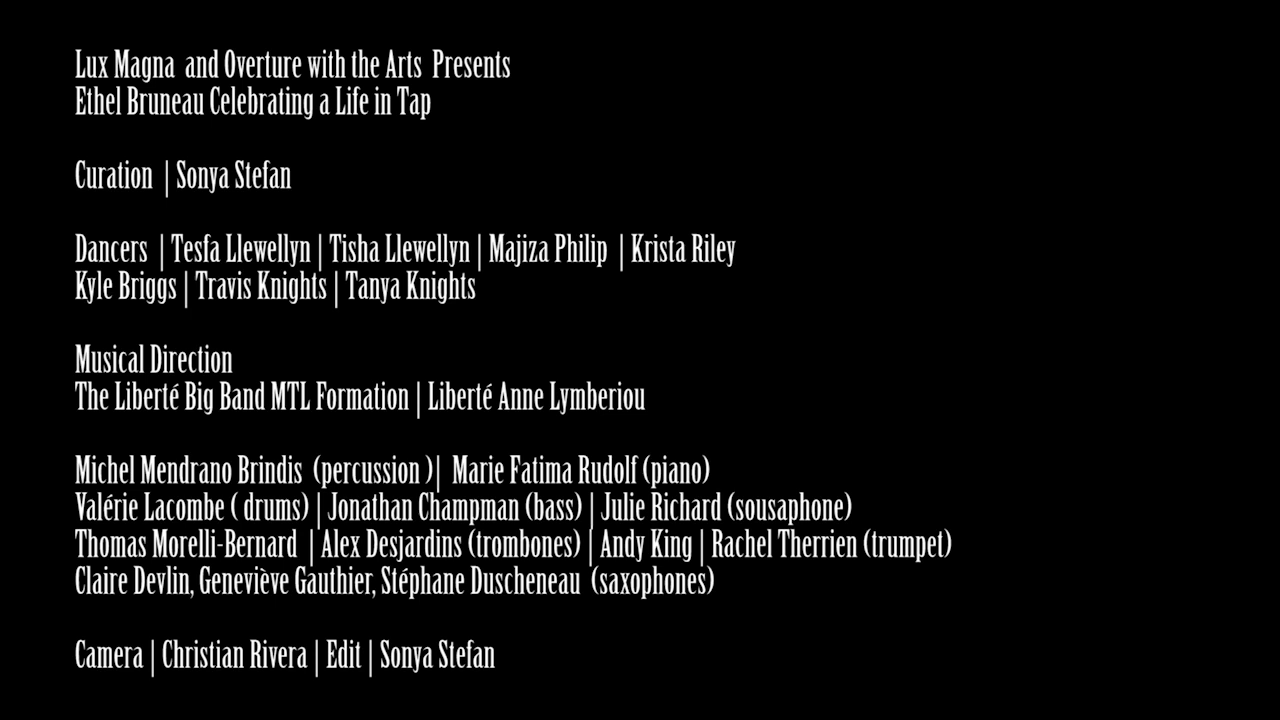 Lux Magna and Overture with the Arts Presents
Ethel Bruneau Celebrating a Life in Tap
Curation | Sonya Stefan
Dancers | Tesfa Llewellyn | Tisha Llewellyn | Majiza Philip | Krista Riley
Kyle Briggs | Travis Knights | Tanya Knights
Musical Direction
The Liberté Big Band MTL Formation | Liberté Anne Lymberiou
Michel Mendrano Brindis (percussion )| Marie Fatima Rudolf (piano)
Valérie Lacombe ( drums) | Jonathan Champman (bass) | Julie Richard (sousaphone)
Thomas Morelli-Bernard | Alex Desjardins (trombones) | Andy King | Rachel Therrien (trumpet)
Claire Devlin, Geneviève Gauthier, Stéphane Duscheneau (saxophones)
Camera | Christian Rivera | Edit | Sonya Stefan